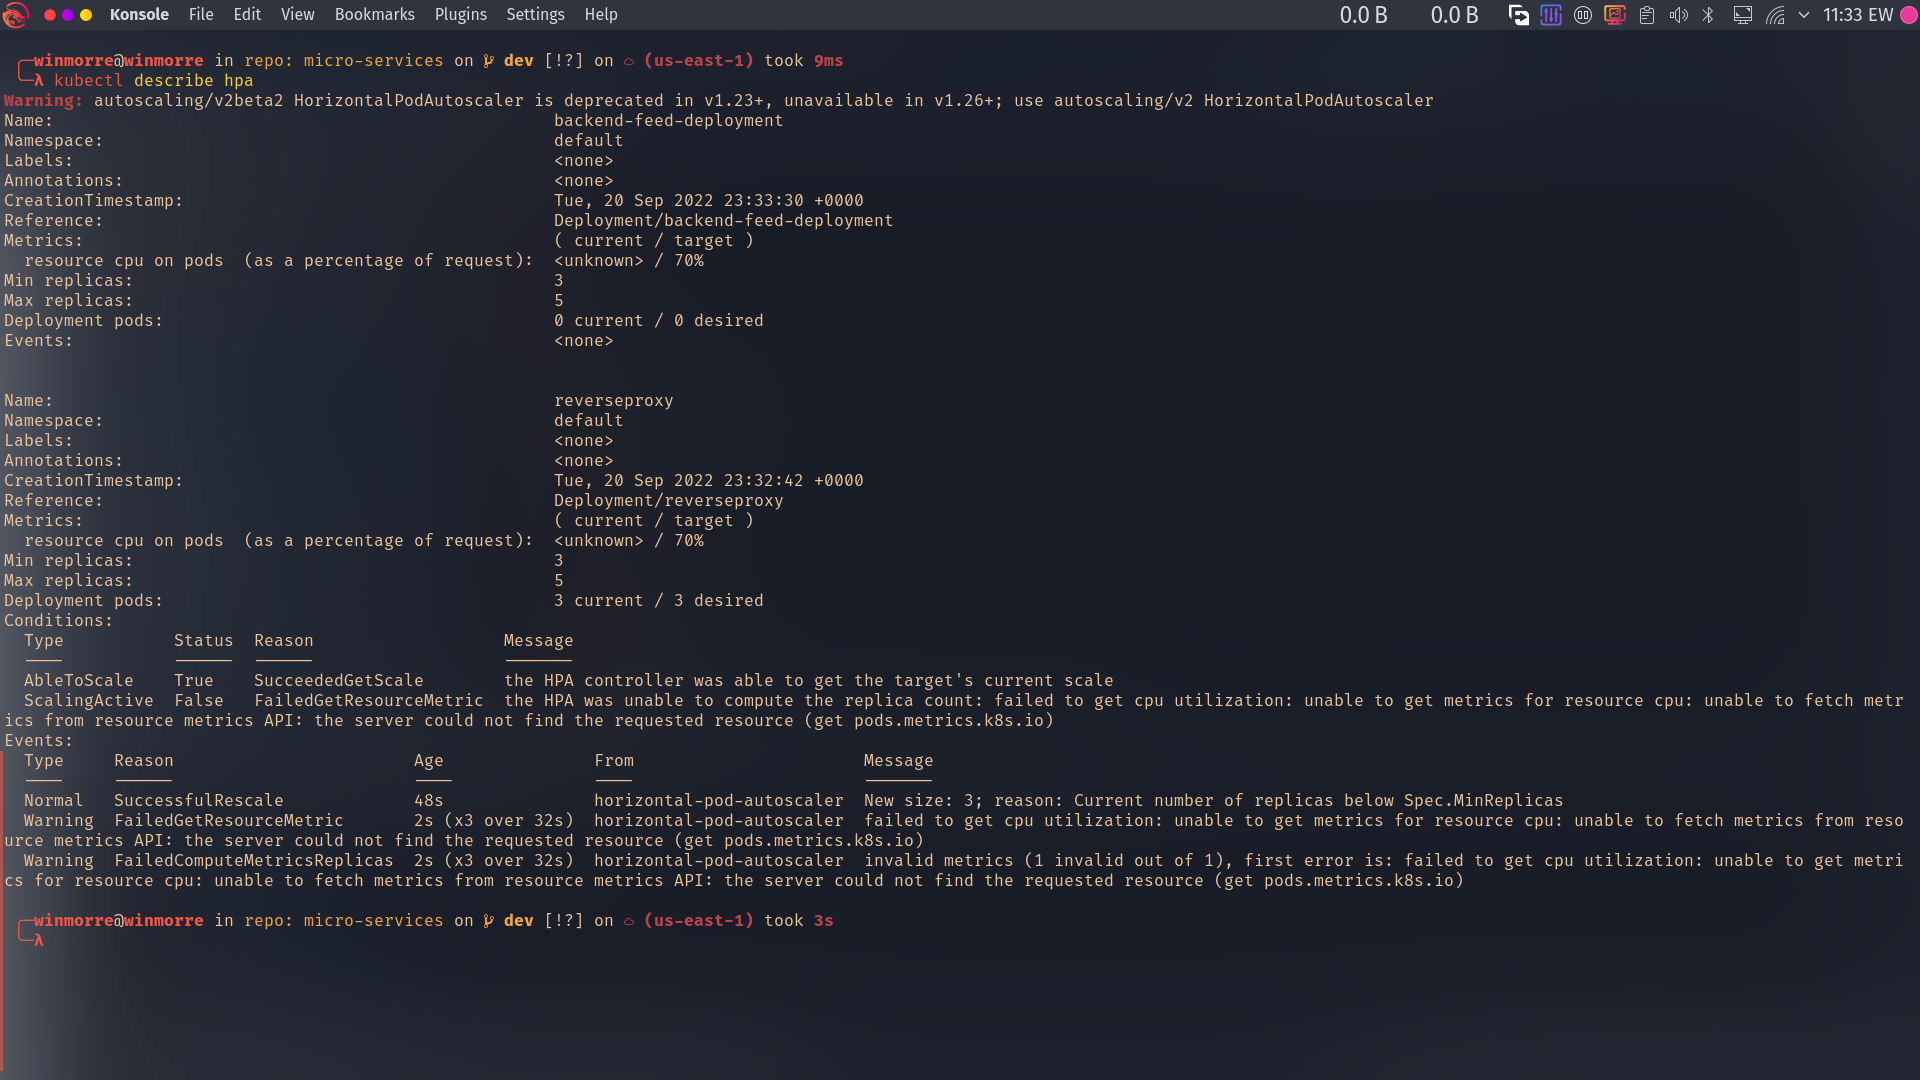 Konsole File Edit View Bookmarks Plugins Settings Help 0.0 B 0.0 B 11:33 EW
winmorre@winmorre in repo: micro-services on dev [!?] on (us-east-1) took 9ms
λ kubectl describe hpa
Warning: autoscaling/v2beta2 HorizontalPodAutoscaler is deprecated in v1.23+, unavailable in v1.26+; use autoscaling/v2 HorizontalPodAutoscaler
Name: backend-feed-deployment
Namespace: default
Labels: <none>
Annotations: <none>
CreationTimestamp: Tue, 20 Sep 2022 23:33:30 +0000
Reference: Deployment/backend-feed-deployment
Metrics: ( current / target )
resource cpu on pods (as a percentage of request): <unknown> / 70%
Min replicas: 3
Max replicas: 5
Deployment pods: 0 current / 0 desired
Events: <none>
Name: reverseproxy
Namespace: default
Labels: <none>
Annotations: <none>
CreationTimestamp: Tue, 20 Sep 2022 23:32:42 +0000
Reference: Deployment/reverseproxy
Metrics: ( current / target )
resource cpu on pods (as a percentage of request): <unknown> / 70%
Min replicas: 3
Max replicas: 5
Deployment pods: 3 current / 3 desired
Conditions:
Type Status Reason Message
---- ------ ------ -------
AbleToScale True SucceededGetScale the HPA controller was able to get the target's current scale
ScalingActive False FailedGetResourceMetric the HPA was unable to compute the replica count: failed to get cpu utilization: unable to get metrics for resource cpu: unable to fetch metr
ics from resource metrics API: the server could not find the requested resource (get pods.metrics.k8s.io)
Events:
Type Reason Age From Message
---- ------ ---- ---- -------
Normal SuccessfulRescale 48s horizontal-pod-autoscaler New size: 3; reason: Current number of replicas below Spec.MinReplicas
Warning FailedGetResourceMetric 2s (x3 over 32s) horizontal-pod-autoscaler failed to get cpu utilization: unable to get metrics for resource cpu: unable to fetch metrics from reso
urce metrics API: the server could not find the requested resource (get pods.metrics.k8s.io)
Warning FailedComputeMetricsReplicas 2s (x3 over 32s) horizontal-pod-autoscaler invalid metrics (1 invalid out of 1), first error is: failed to get cpu utilization: unable to get metri
cs for resource cpu: unable to fetch metrics from resource metrics API: the server could not find the requested resource (get pods.metrics.k8s.io)
winmorre@winmorre in repo: micro-services on dev [!?] on (us-east-1) took 3s
λ